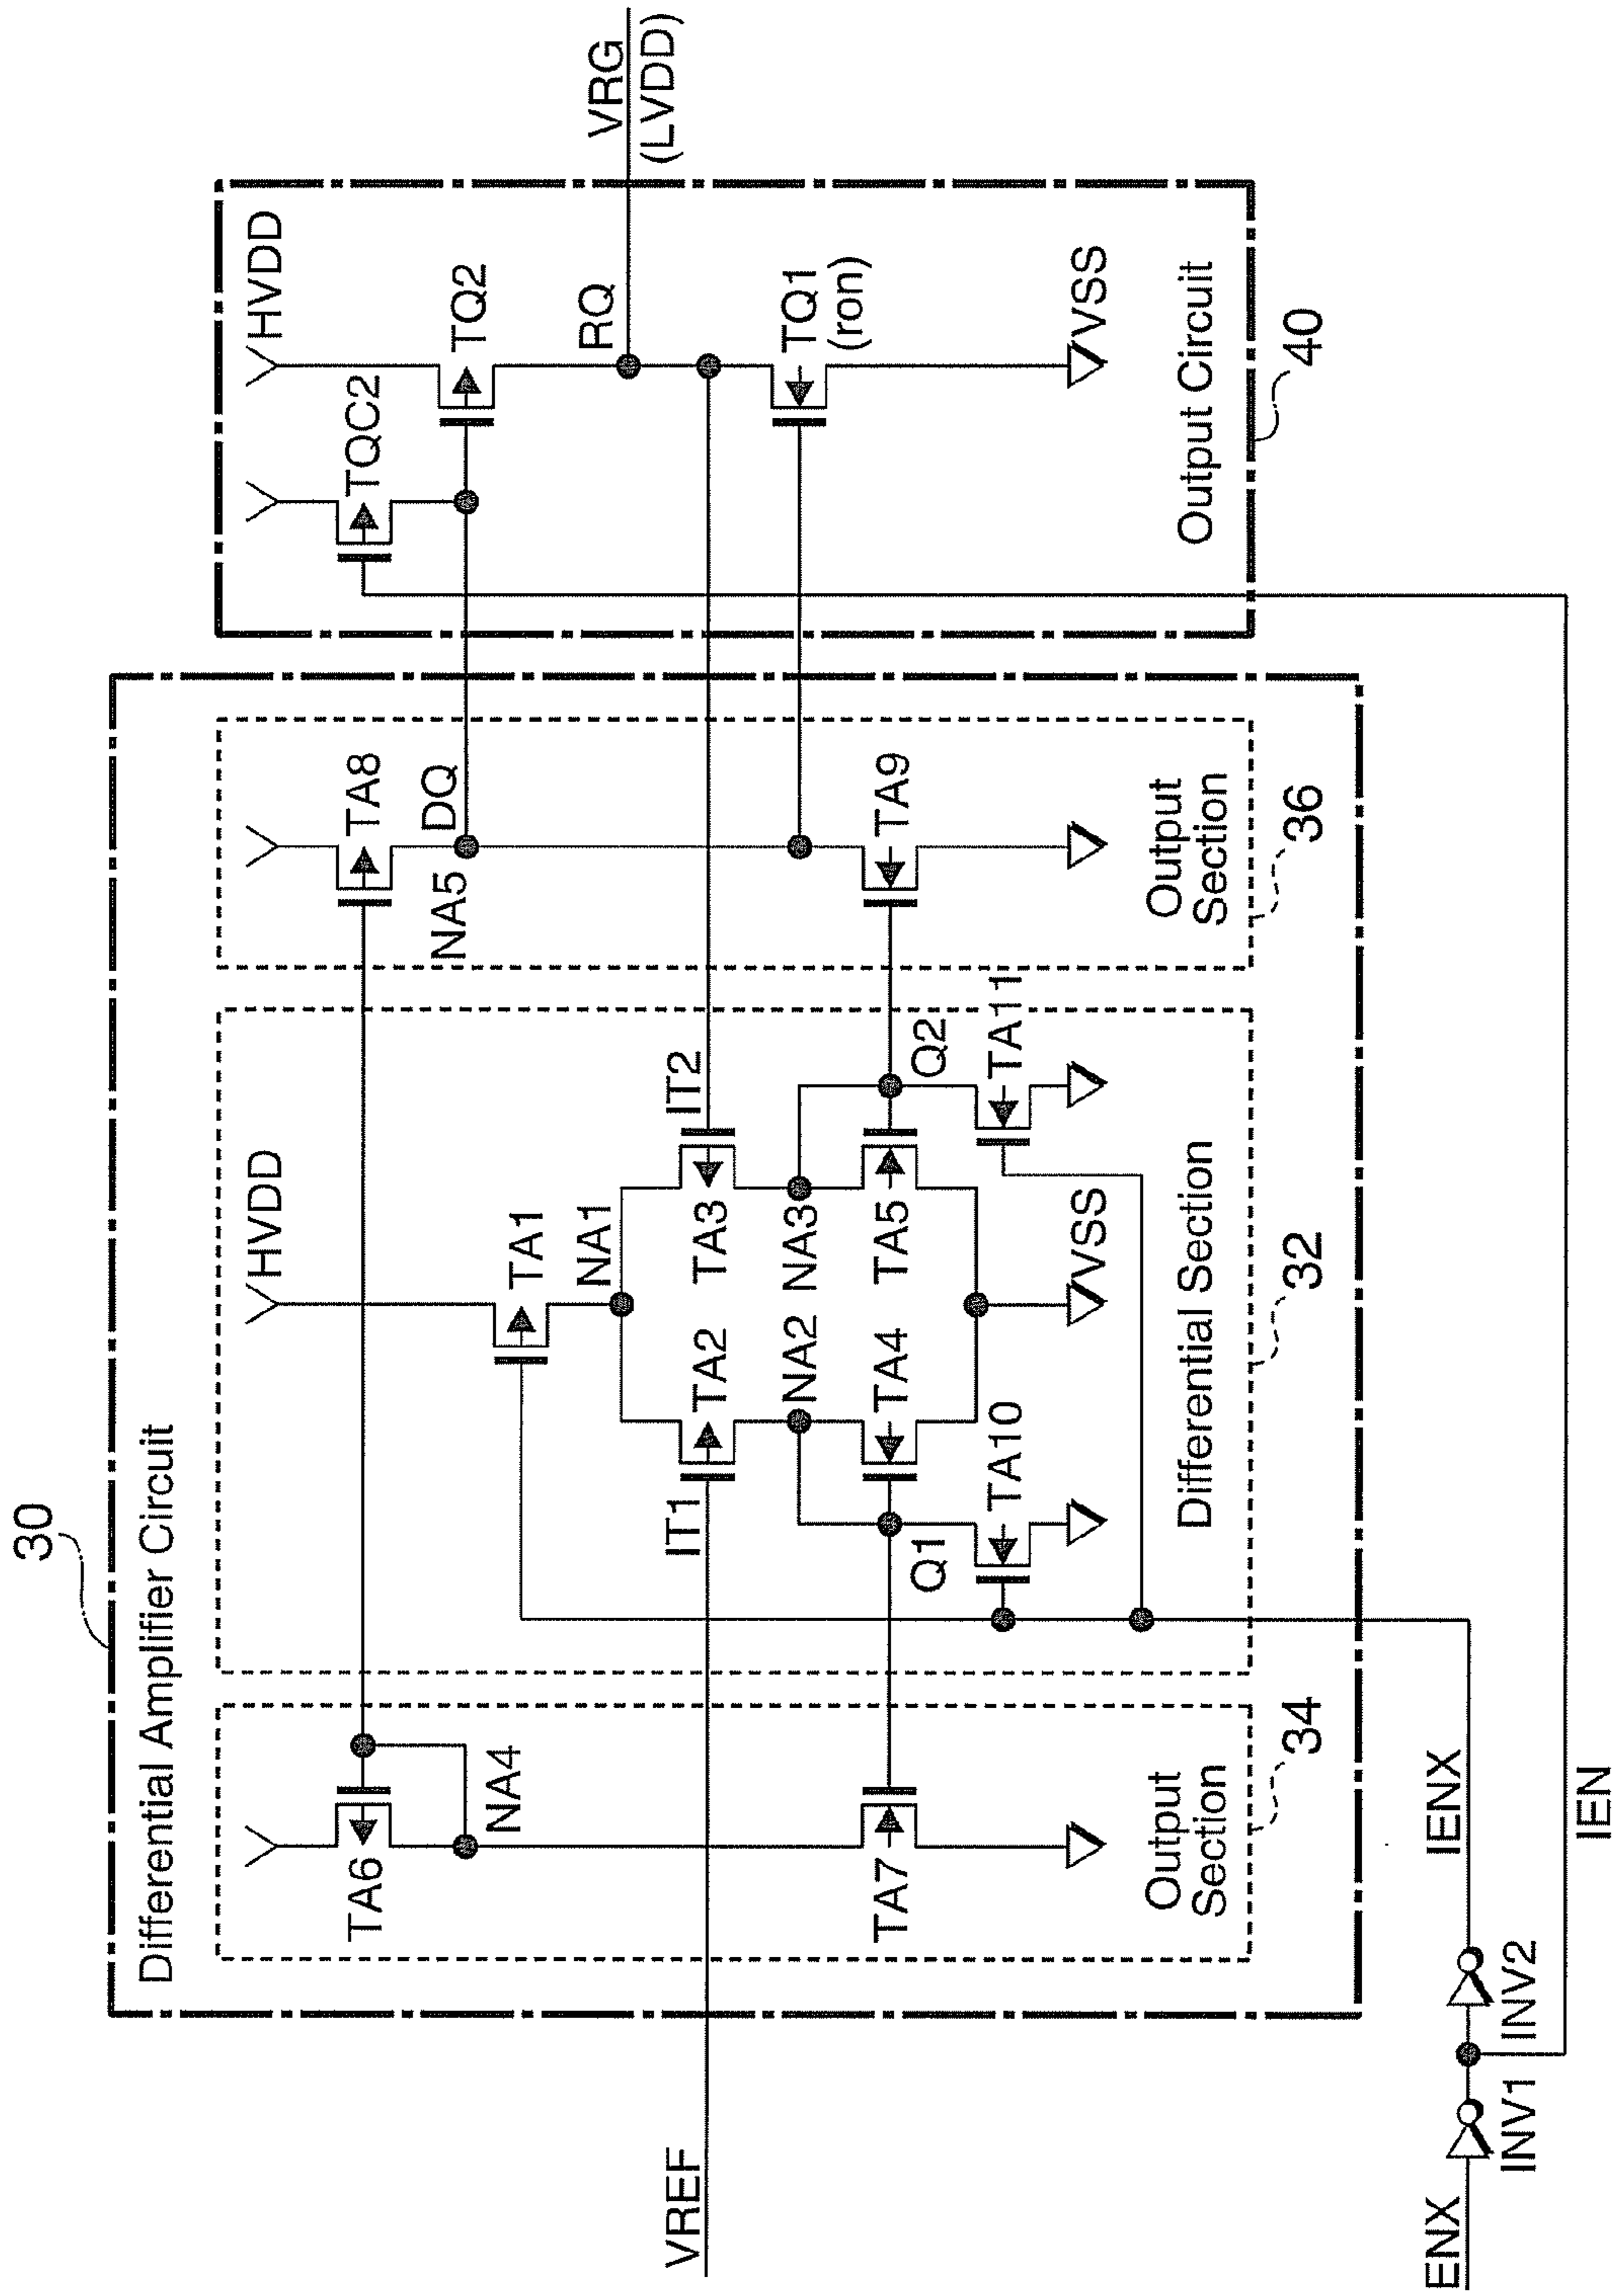 30
Differential Amplifier Circuit
HVDD
HVDD
TQC2
TA6
TA8
TA1
TQ2
NA4
NA5
DQ
NA1
RQ
VRG
(LVDD)
VREF
IT1
TA2
TA3
IT2
NA2
NA3
TQ1
(ron)
TA7
TA4
TA5
TA9
Q1
Q2
TA10
TA11
VSS
VSS
Output
Section
34
Differential Section
32
Output
Section
36
Output Circuit
40
ENX
INV1
INV2
IENX
IEN